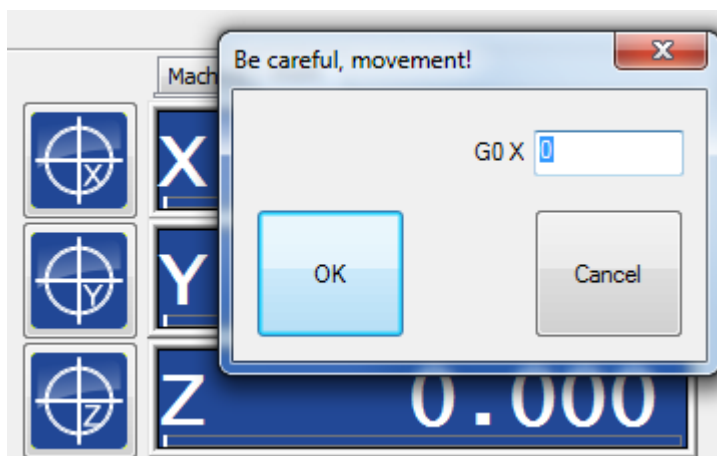 Be careful, movement!
Mach
G0 X 0
OK
Cancel
X
X
Y
Y
Z
Z 0.000